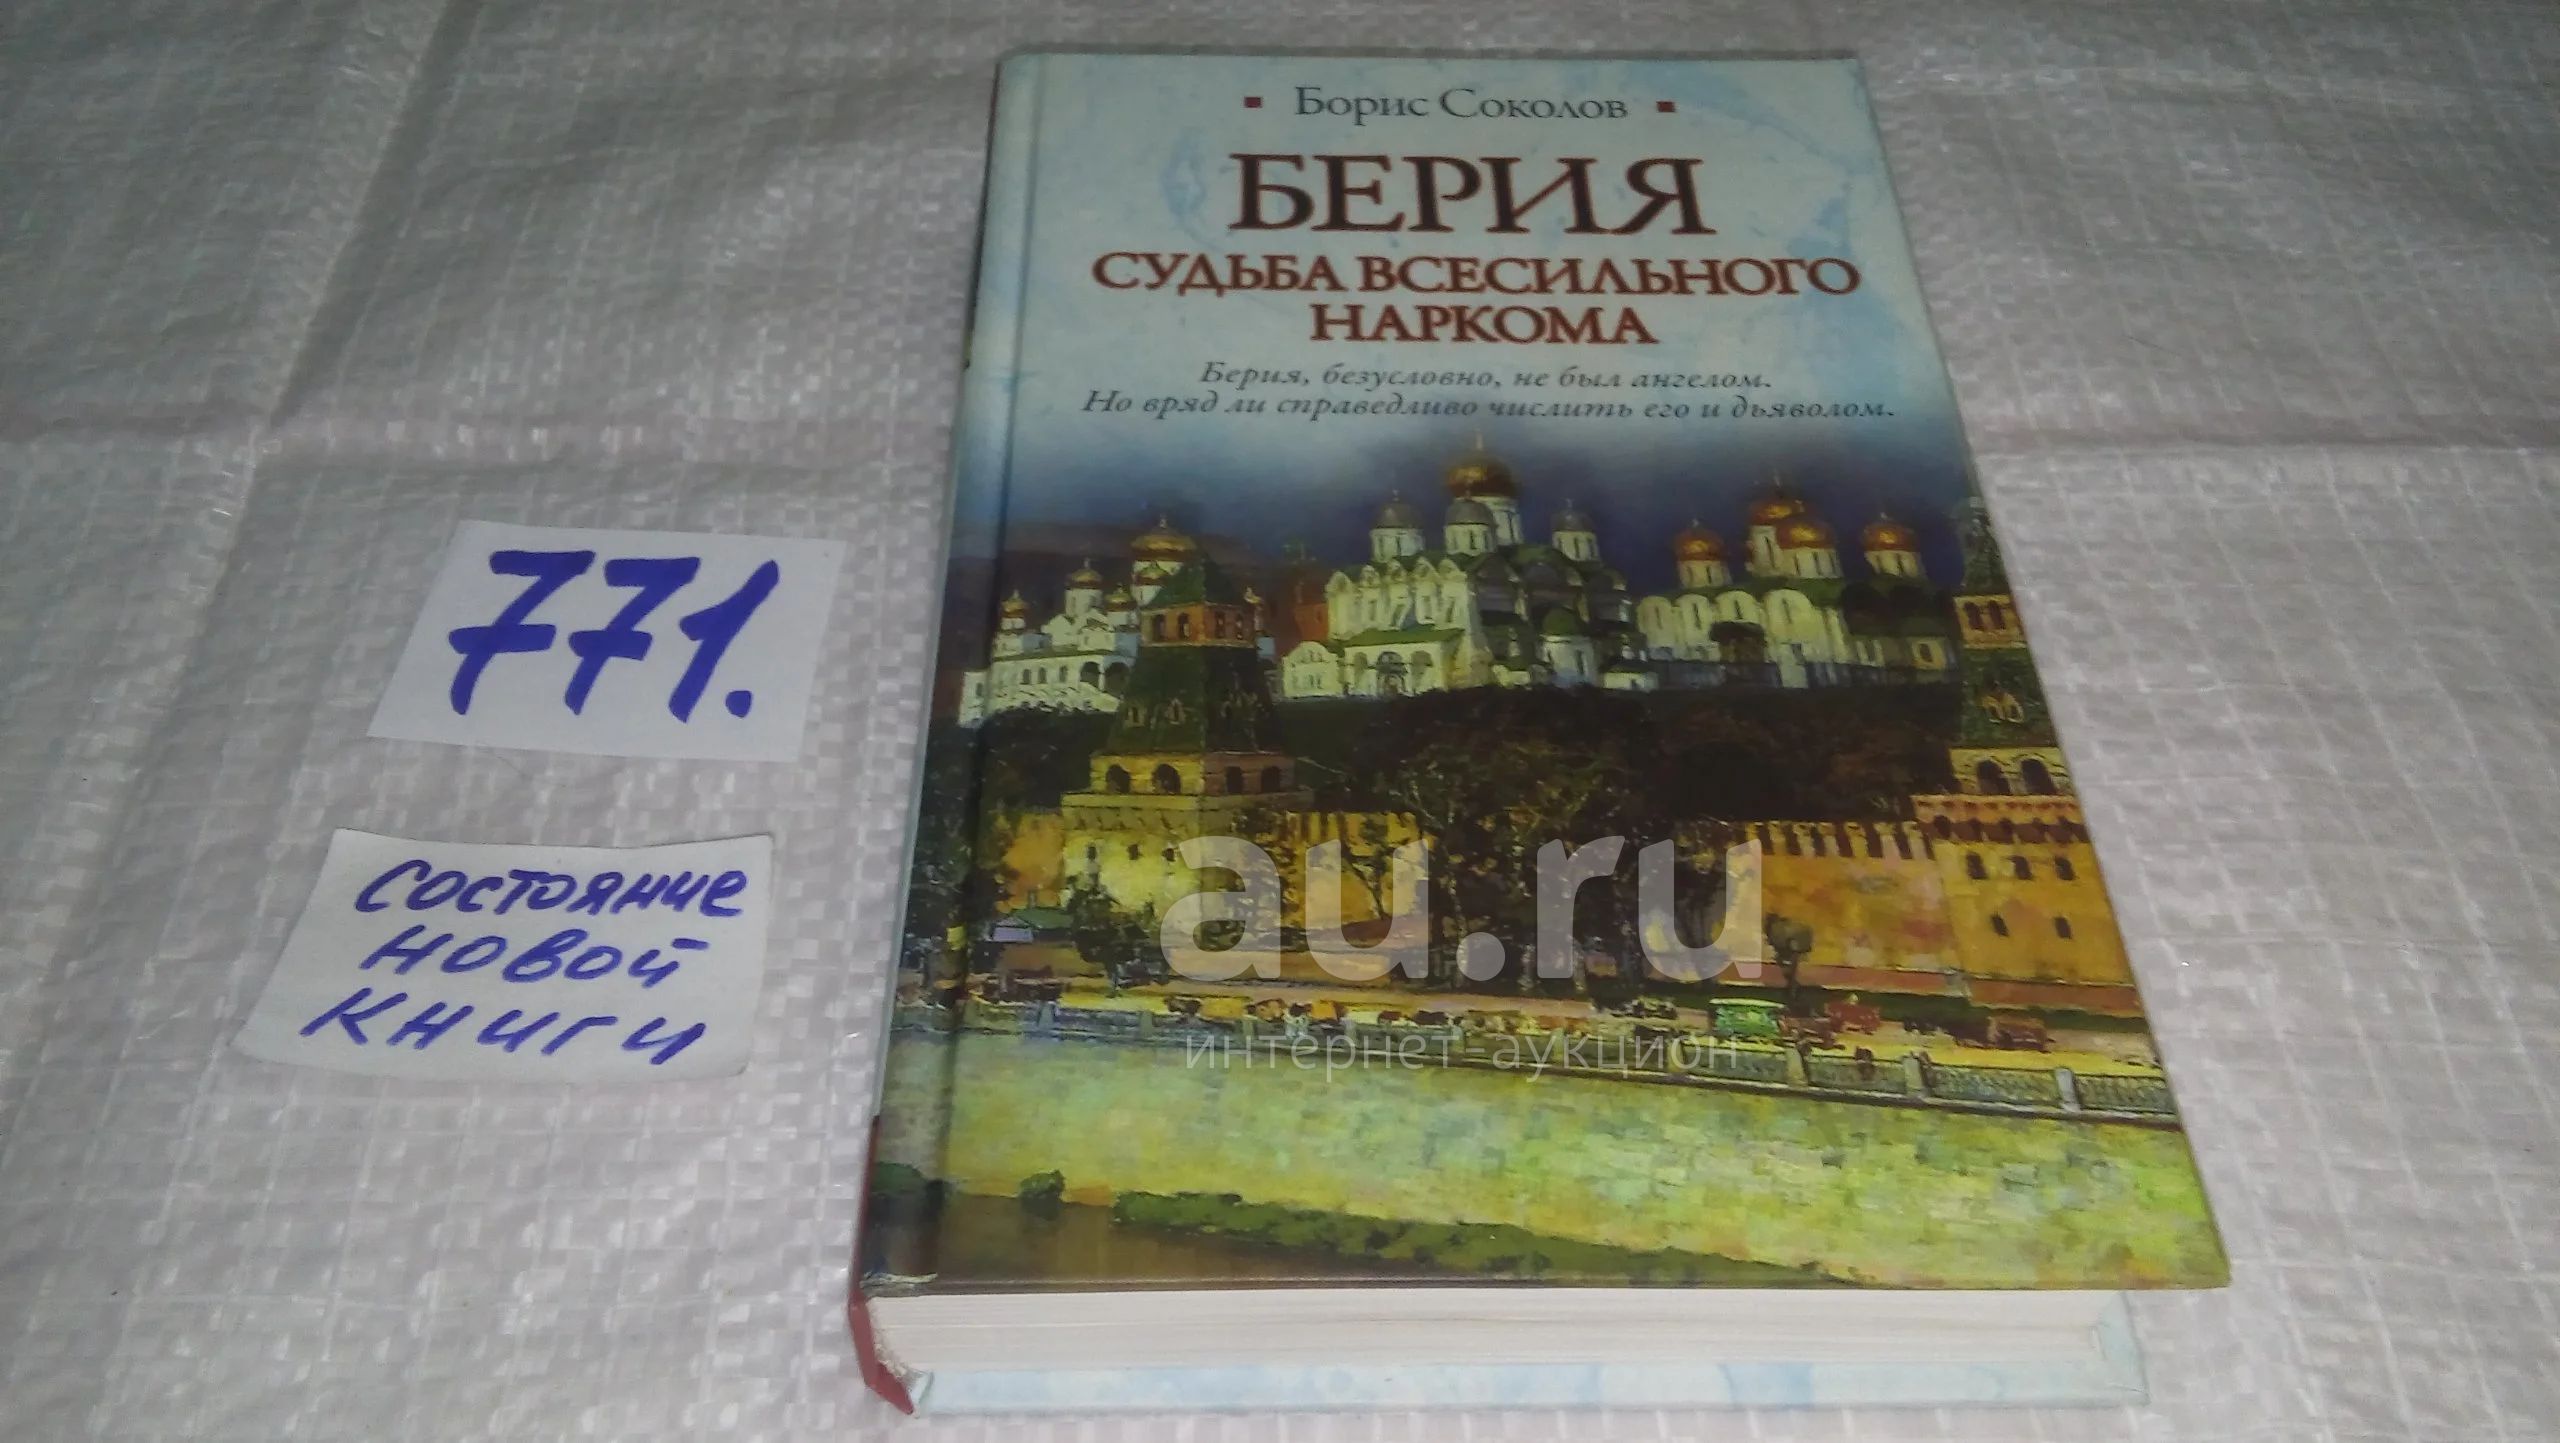 Борис Соколов
БЕРИЯ
СУДЬБА ВСЕСИЛЬНОГО
НАРКОМА
Берия, безусловно, не был ангелом.
Но вряд ли справедливо числить его и дьяволом.
771.
состояние
новой
книги
au.ru
интернет-аукцион